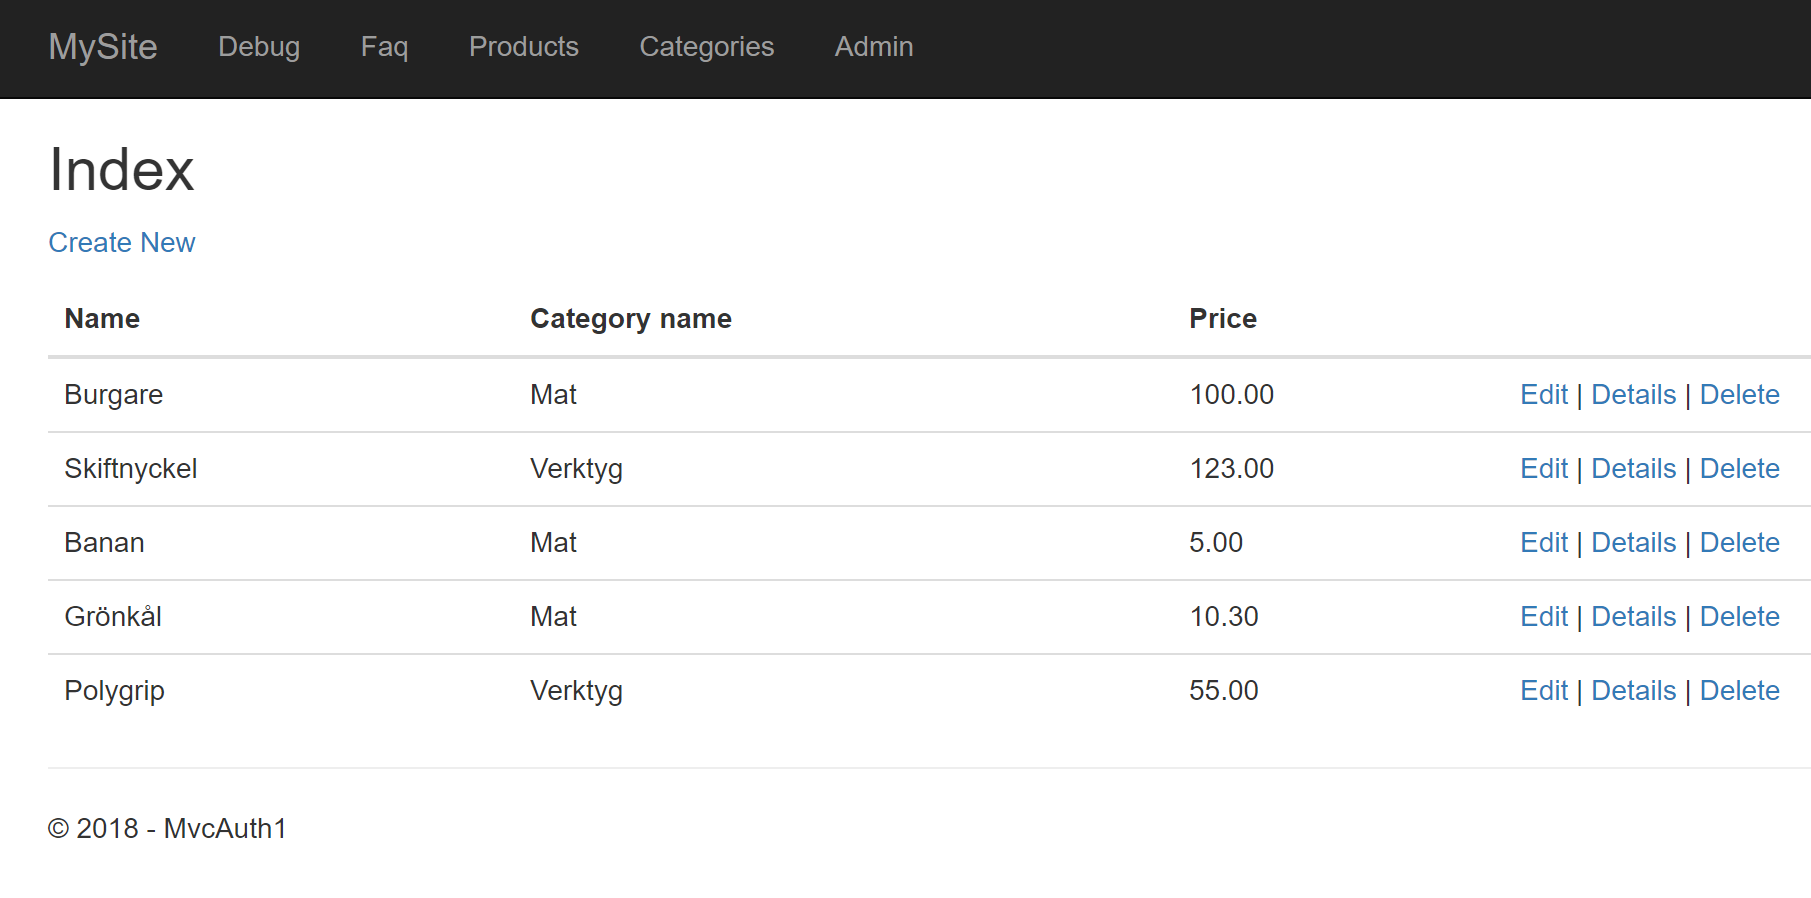 MySite Debug Faq Products Categories Admin
Index
Create New
Name Category name Price
Burgare Mat 100.00 Edit | Details | Delete
Skiftnyckel Verktyg 123.00 Edit | Details | Delete
Banan Mat 5.00 Edit | Details | Delete
Grönkål Mat 10.30 Edit | Details | Delete
Polygrip Verktyg 55.00 Edit | Details | Delete
© 2018 - MvcAuth1